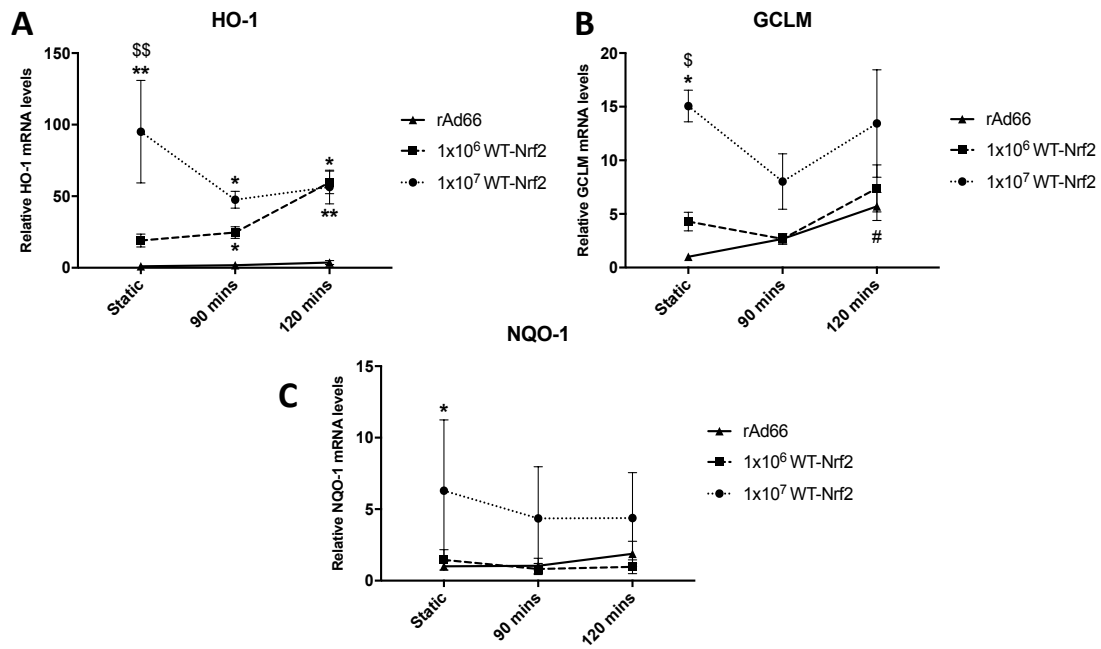 A
HO-1
Relative HO-1 mRNA levels
150
100
50
0
$$
**
*
*
*
**
Static
90 mins
120 mins
rAd66
1x10⁶ WT-Nrf2
1x10⁷ WT-Nrf2
B
GCLM
Relative GCLM mRNA levels
20
15
10
5
0
$
*
#
Static
90 mins
120 mins
rAd66
1x10⁶ WT-Nrf2
1x10⁷ WT-Nrf2
C
NQO-1
Relative NQO-1 mRNA levels
15
10
5
0
*
Static
90 mins
120 mins
rAd66
1x10⁶ WT-Nrf2
1x10⁷ WT-Nrf2